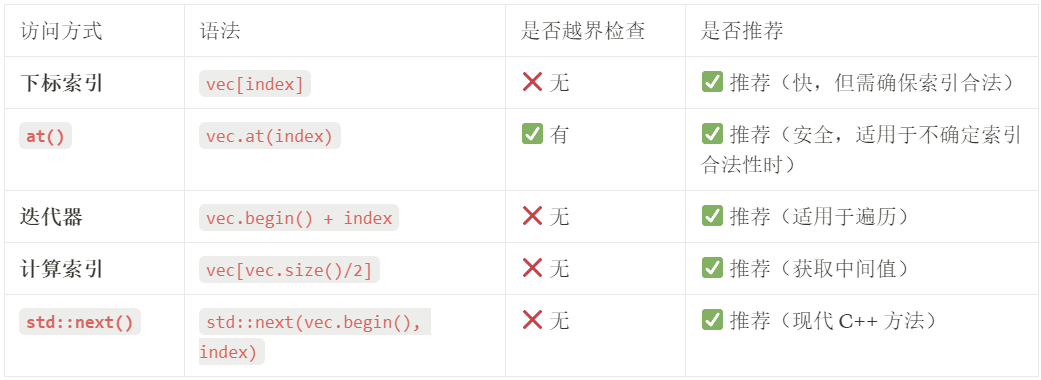 访问方式 语法 是否越界检查 是否推荐
下标索引 vec[index] ❌ 无 ✅ 推荐（快，但需确保索引合法）
at() vec.at(index) ✅ 有 ✅ 推荐（安全，适用于不确定索引
合法性时）
迭代器 vec.begin() + index ❌ 无 ✅ 推荐（适用于遍历）
计算索引 vec[vec.size()/2] ❌ 无 ✅ 推荐（获取中间值）
std::next() std::next(vec.begin(), ❌ 无 ✅ 推荐（现代 C++ 方法）
index)